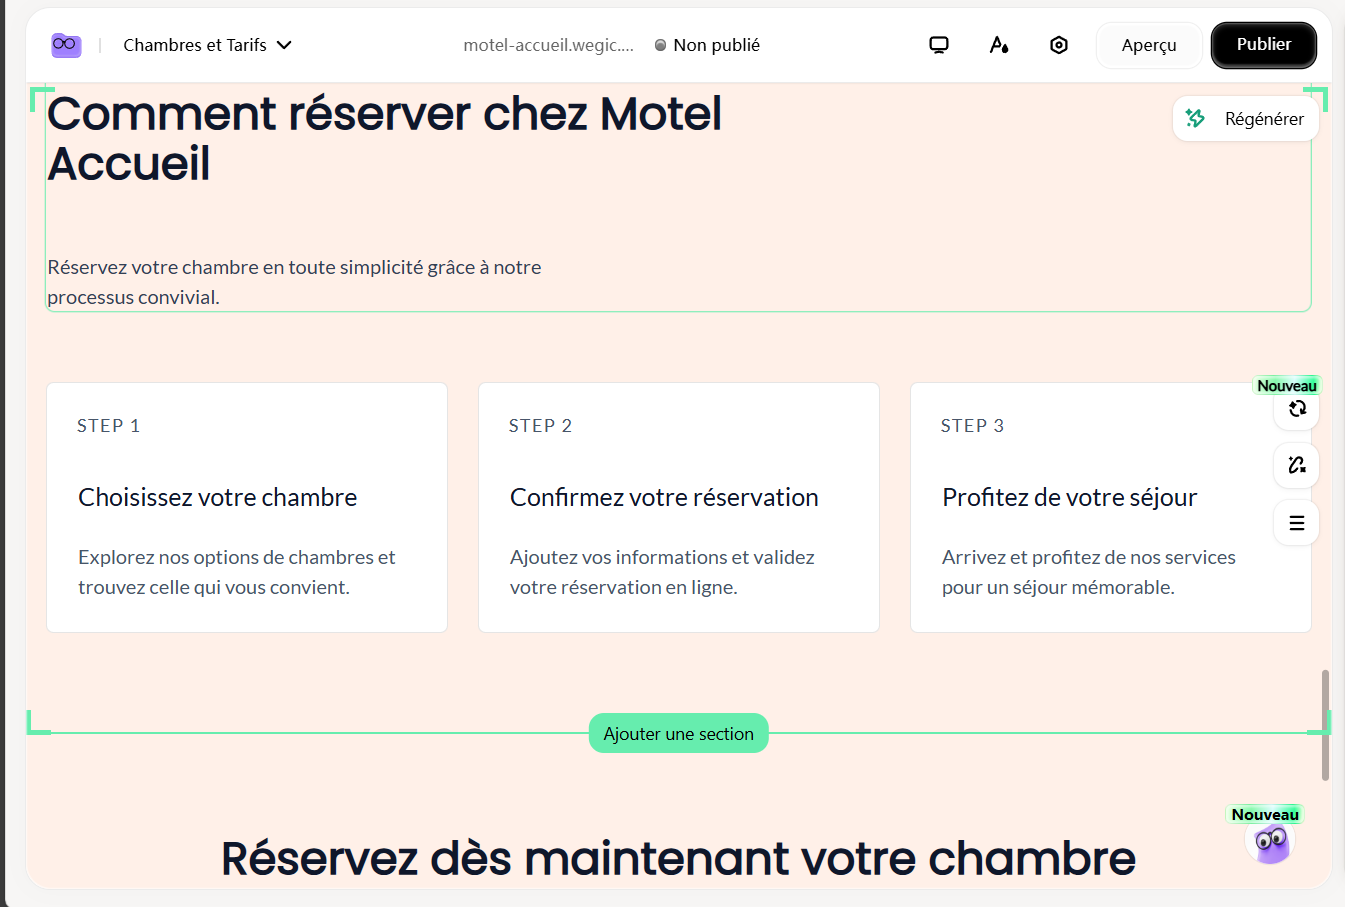 Chambres et Tarifs
motel-accueil.wegic....
Non publié
Aperçu
Publier
Comment réserver chez Motel
Accueil
Régénérer
Réservez votre chambre en toute simplicité grâce à notre
processus convivial.
Nouveau
STEP 1
Choisissez votre chambre
Explorez nos options de chambres et
trouvez celle qui vous convient.
STEP 2
Confirmez votre réservation
Ajoutez vos informations et validez
votre réservation en ligne.
STEP 3
Profitez de votre séjour
Arrivez et profitez de nos services
pour un séjour mémorable.
Ajouter une section
Nouveau
Réservez dès maintenant votre chambre